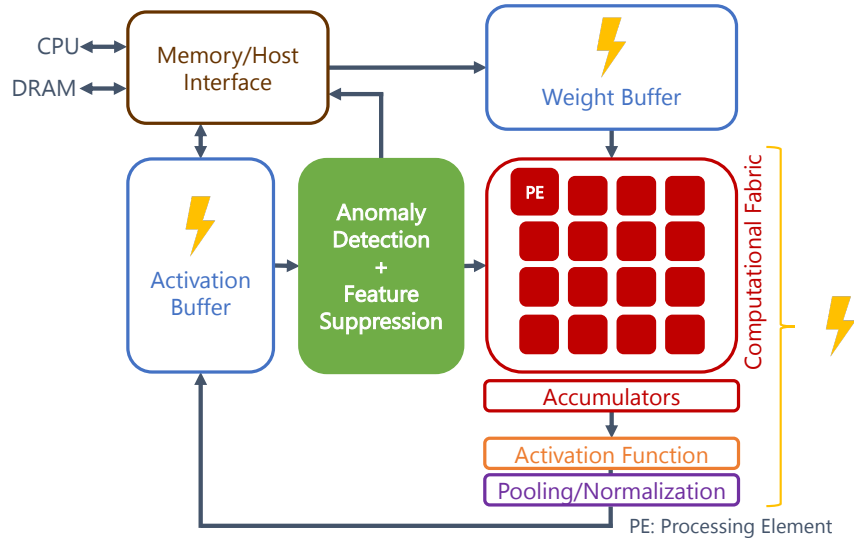 CPU
DRAM
Memory/Host
Interface
Weight Buffer
Activation
Buffer
Anomaly
Detection
+
Feature
Suppression
PE
Computational Fabric
Accumulators
Activation Function
Pooling/Normalization
PE: Processing Element